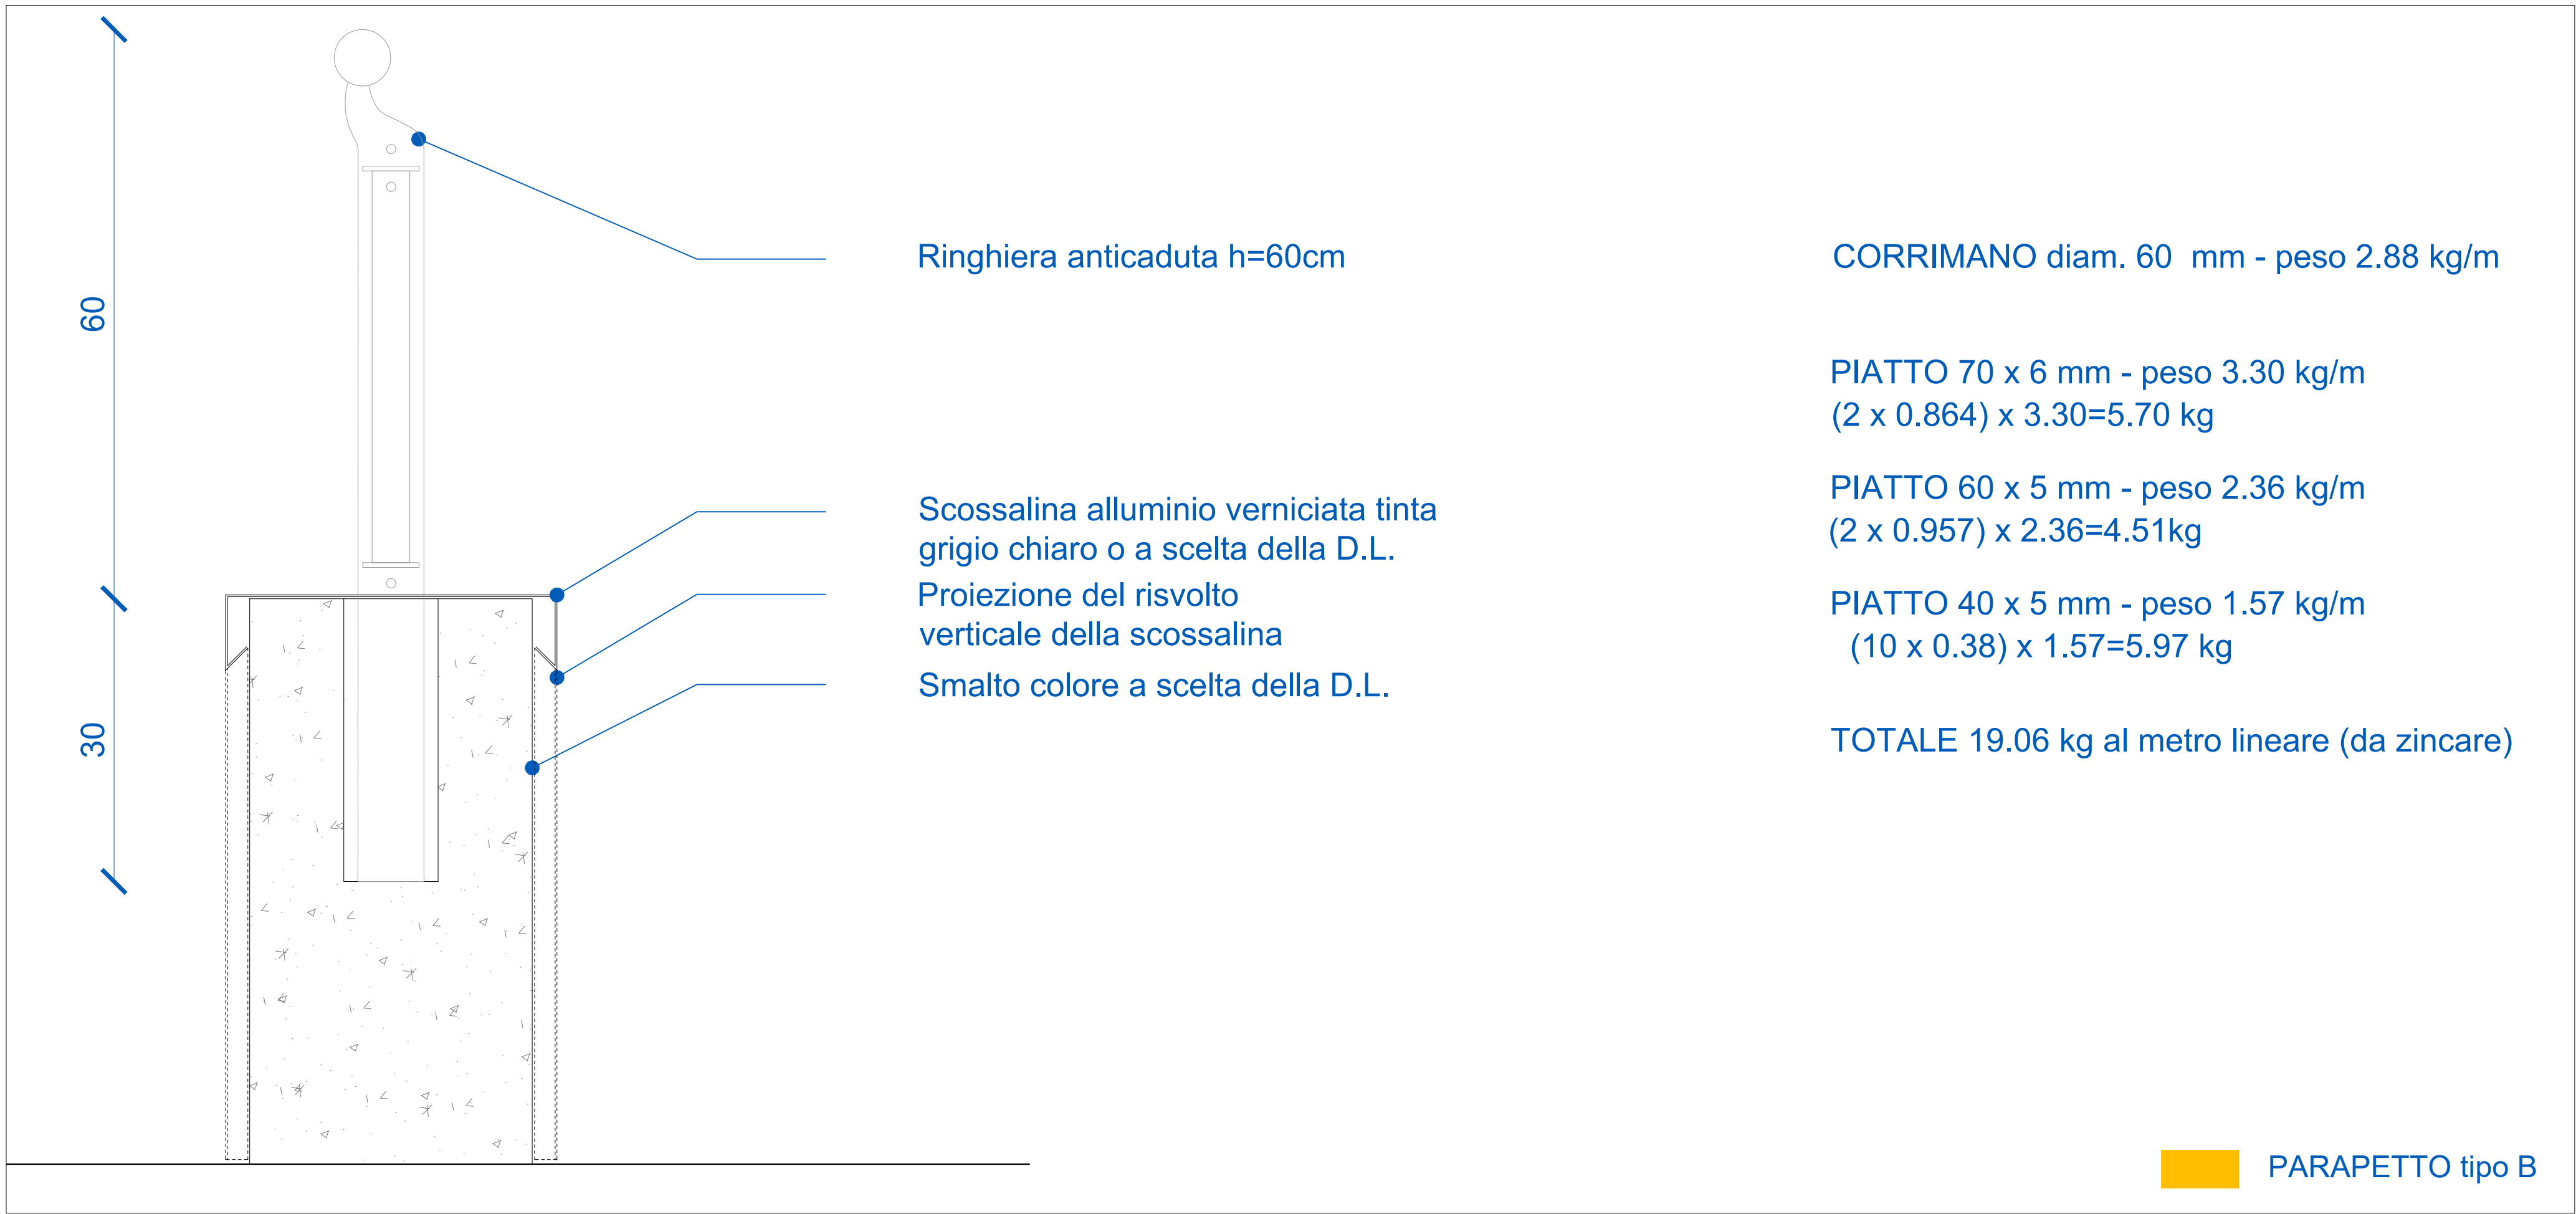 60
30
Ringhiera anticaduta h=60cm
Scossalina alluminio verniciata tinta
grigio chiaro o a scelta della D.L.
Proiezione del risvolto
verticale della scossalina
Smalto colore a scelta della D.L.
CORRIMANO diam. 60 mm - peso 2.88 kg/m
PIATTO 70 x 6 mm - peso 3.30 kg/m
(2 x 0.864) x 3.30=5.70 kg
PIATTO 60 x 5 mm - peso 2.36 kg/m
(2 x 0.957) x 2.36=4.51kg
PIATTO 40 x 5 mm - peso 1.57 kg/m
(10 x 0.38) x 1.57=5.97 kg
TOTALE 19.06 kg al metro lineare (da zincare)
PARAPETTO tipo B